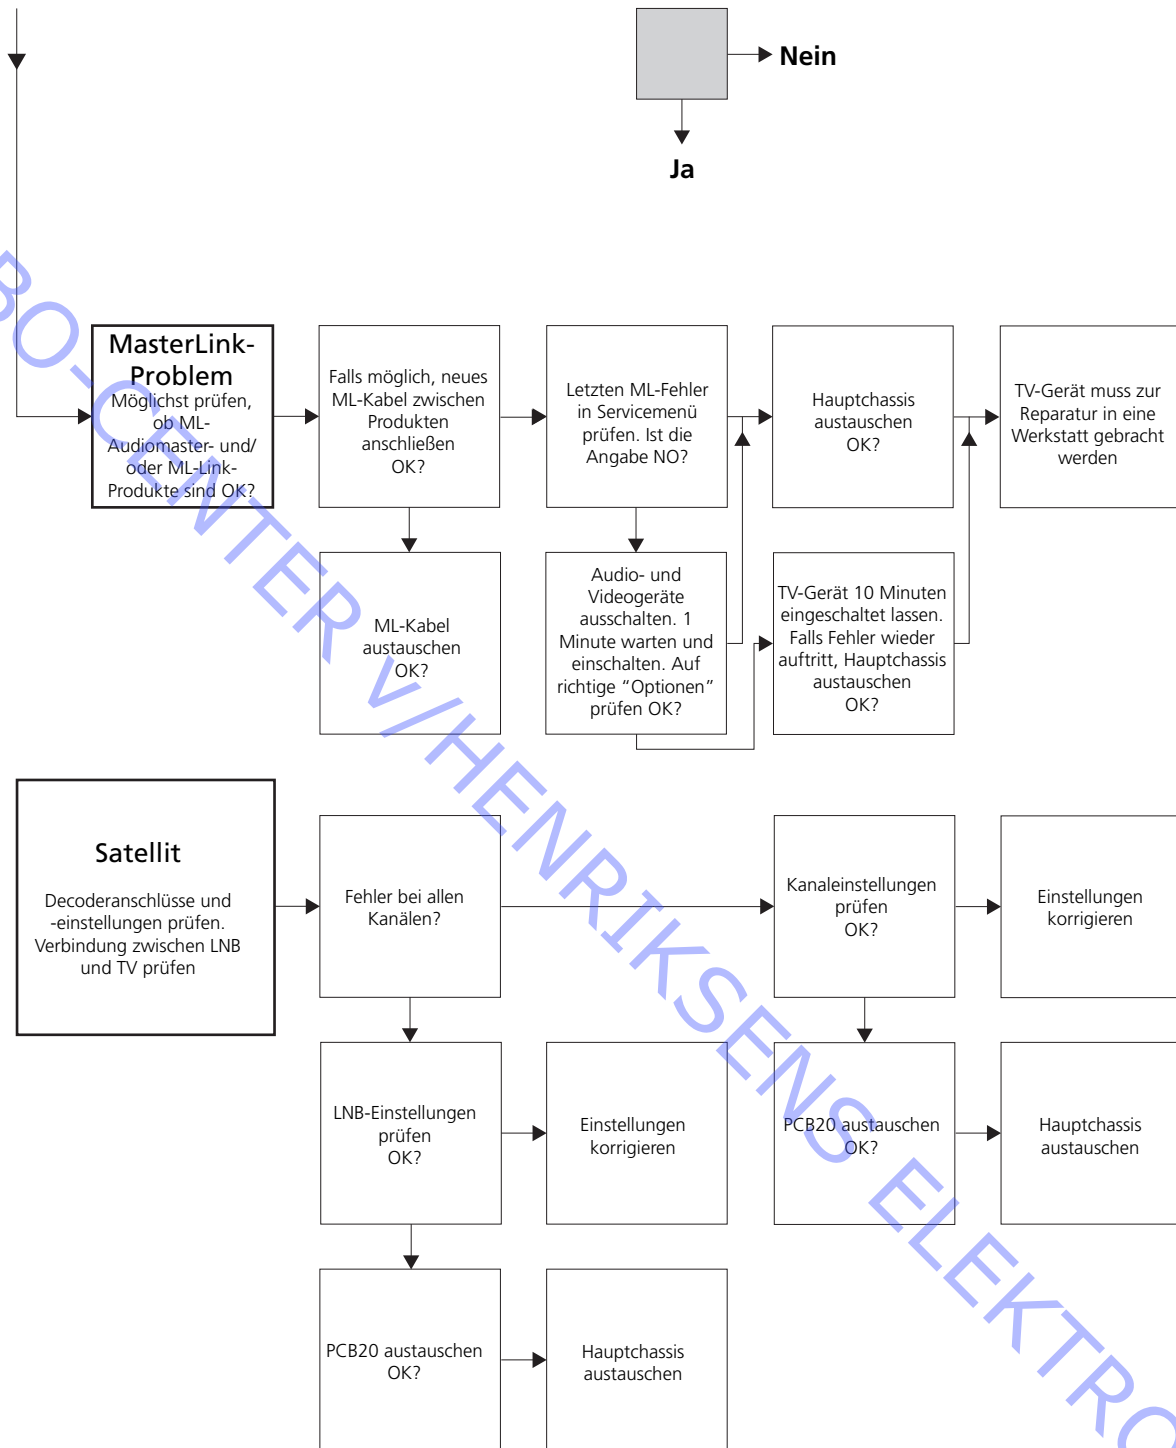 Nein
Ja
MasterLink-
Problem
Möglichst prüfen,
ob ML-
Audiomaster- und/
oder ML-Link-
Produkte sind OK?
Falls möglich, neues
ML-Kabel zwischen
Produkten
anschließen
OK?
Letzten ML-Fehler
in Servicemenü
prüfen. Ist die
Angabe NO?
Hauptchassis
austauschen
OK?
TV-Gerät muss zur
Reparatur in eine
Werkstatt gebracht
werden
ML-Kabel
austauschen
OK?
Audio- und
Videogeräte
ausschalten. 1
Minute warten und
einschalten. Auf
richtige “Optionen”
prüfen OK?
TV-Gerät 10 Minuten
eingeschaltet lassen.
Falls Fehler wieder
auftritt, Hauptchassis
austauschen
OK?
Satellit
Decoderanschlüsse und
-einstellungen prüfen.
Verbindung zwischen LNB
und TV prüfen
Fehler bei allen
Kanälen?
Kanaleinstellungen
prüfen
OK?
Einstellungen
korrigieren
LNB-Einstellungen
prüfen
OK?
Einstellungen
korrigieren
PCB20 austauschen
OK?
Hauptchassis
austauschen
PCB20 austauschen
OK?
Hauptchassis
austauschen
BO-CENTER v/HENRIKSENS ELEKTRO